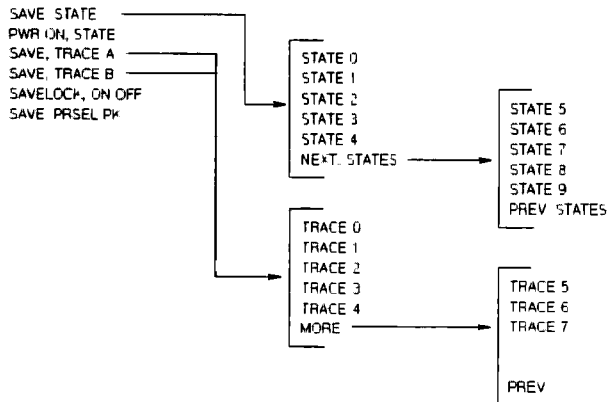 SAVE STATE
PWR ON, STATE
SAVE, TRACE A
SAVE, TRACE B
SAVELOCK, ON OFF
SAVE PRSEL PK
STATE 0
STATE 1
STATE 2
STATE 3
STATE 4
NEXT STATES
STATE 5
STATE 6
STATE 7
STATE 8
STATE 9
PREV STATES
TRACE 0
TRACE 1
TRACE 2
TRACE 3
TRACE 4
MORE
TRACE 5
TRACE 6
TRACE 7
PREV